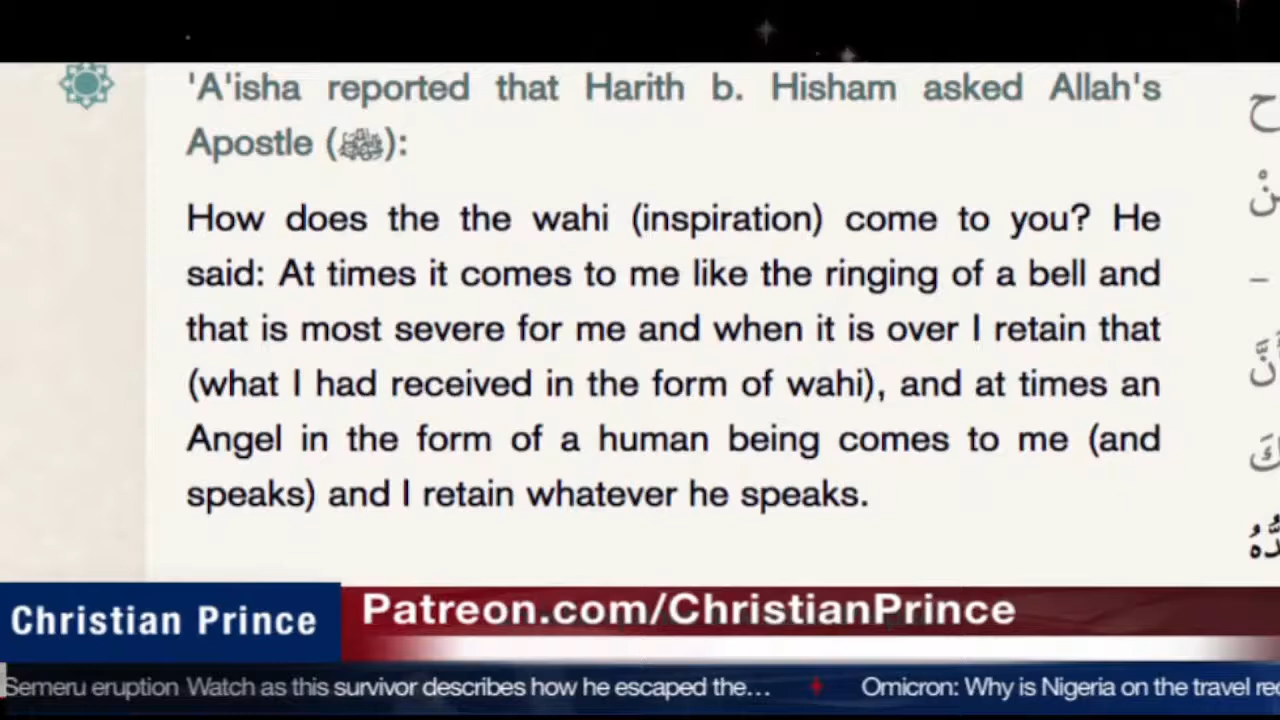 'A'isha reported that Harith b. Hisham asked Allah's
Apostle (ﷺ):
How does the the wahi (inspiration) come to you? He
said: At times it comes to me like the ringing of a bell and
that is most severe for me and when it is over I retain that
(what I had received in the form of wahi), and at times an
Angel in the form of a human being comes to me (and
speaks) and I retain whatever he speaks.
Christian Prince
Patreon.com/ChristianPrince
Semeru eruption Watch as this survivor describes how he escaped the... Omicron: Why is Nigeria on the travel